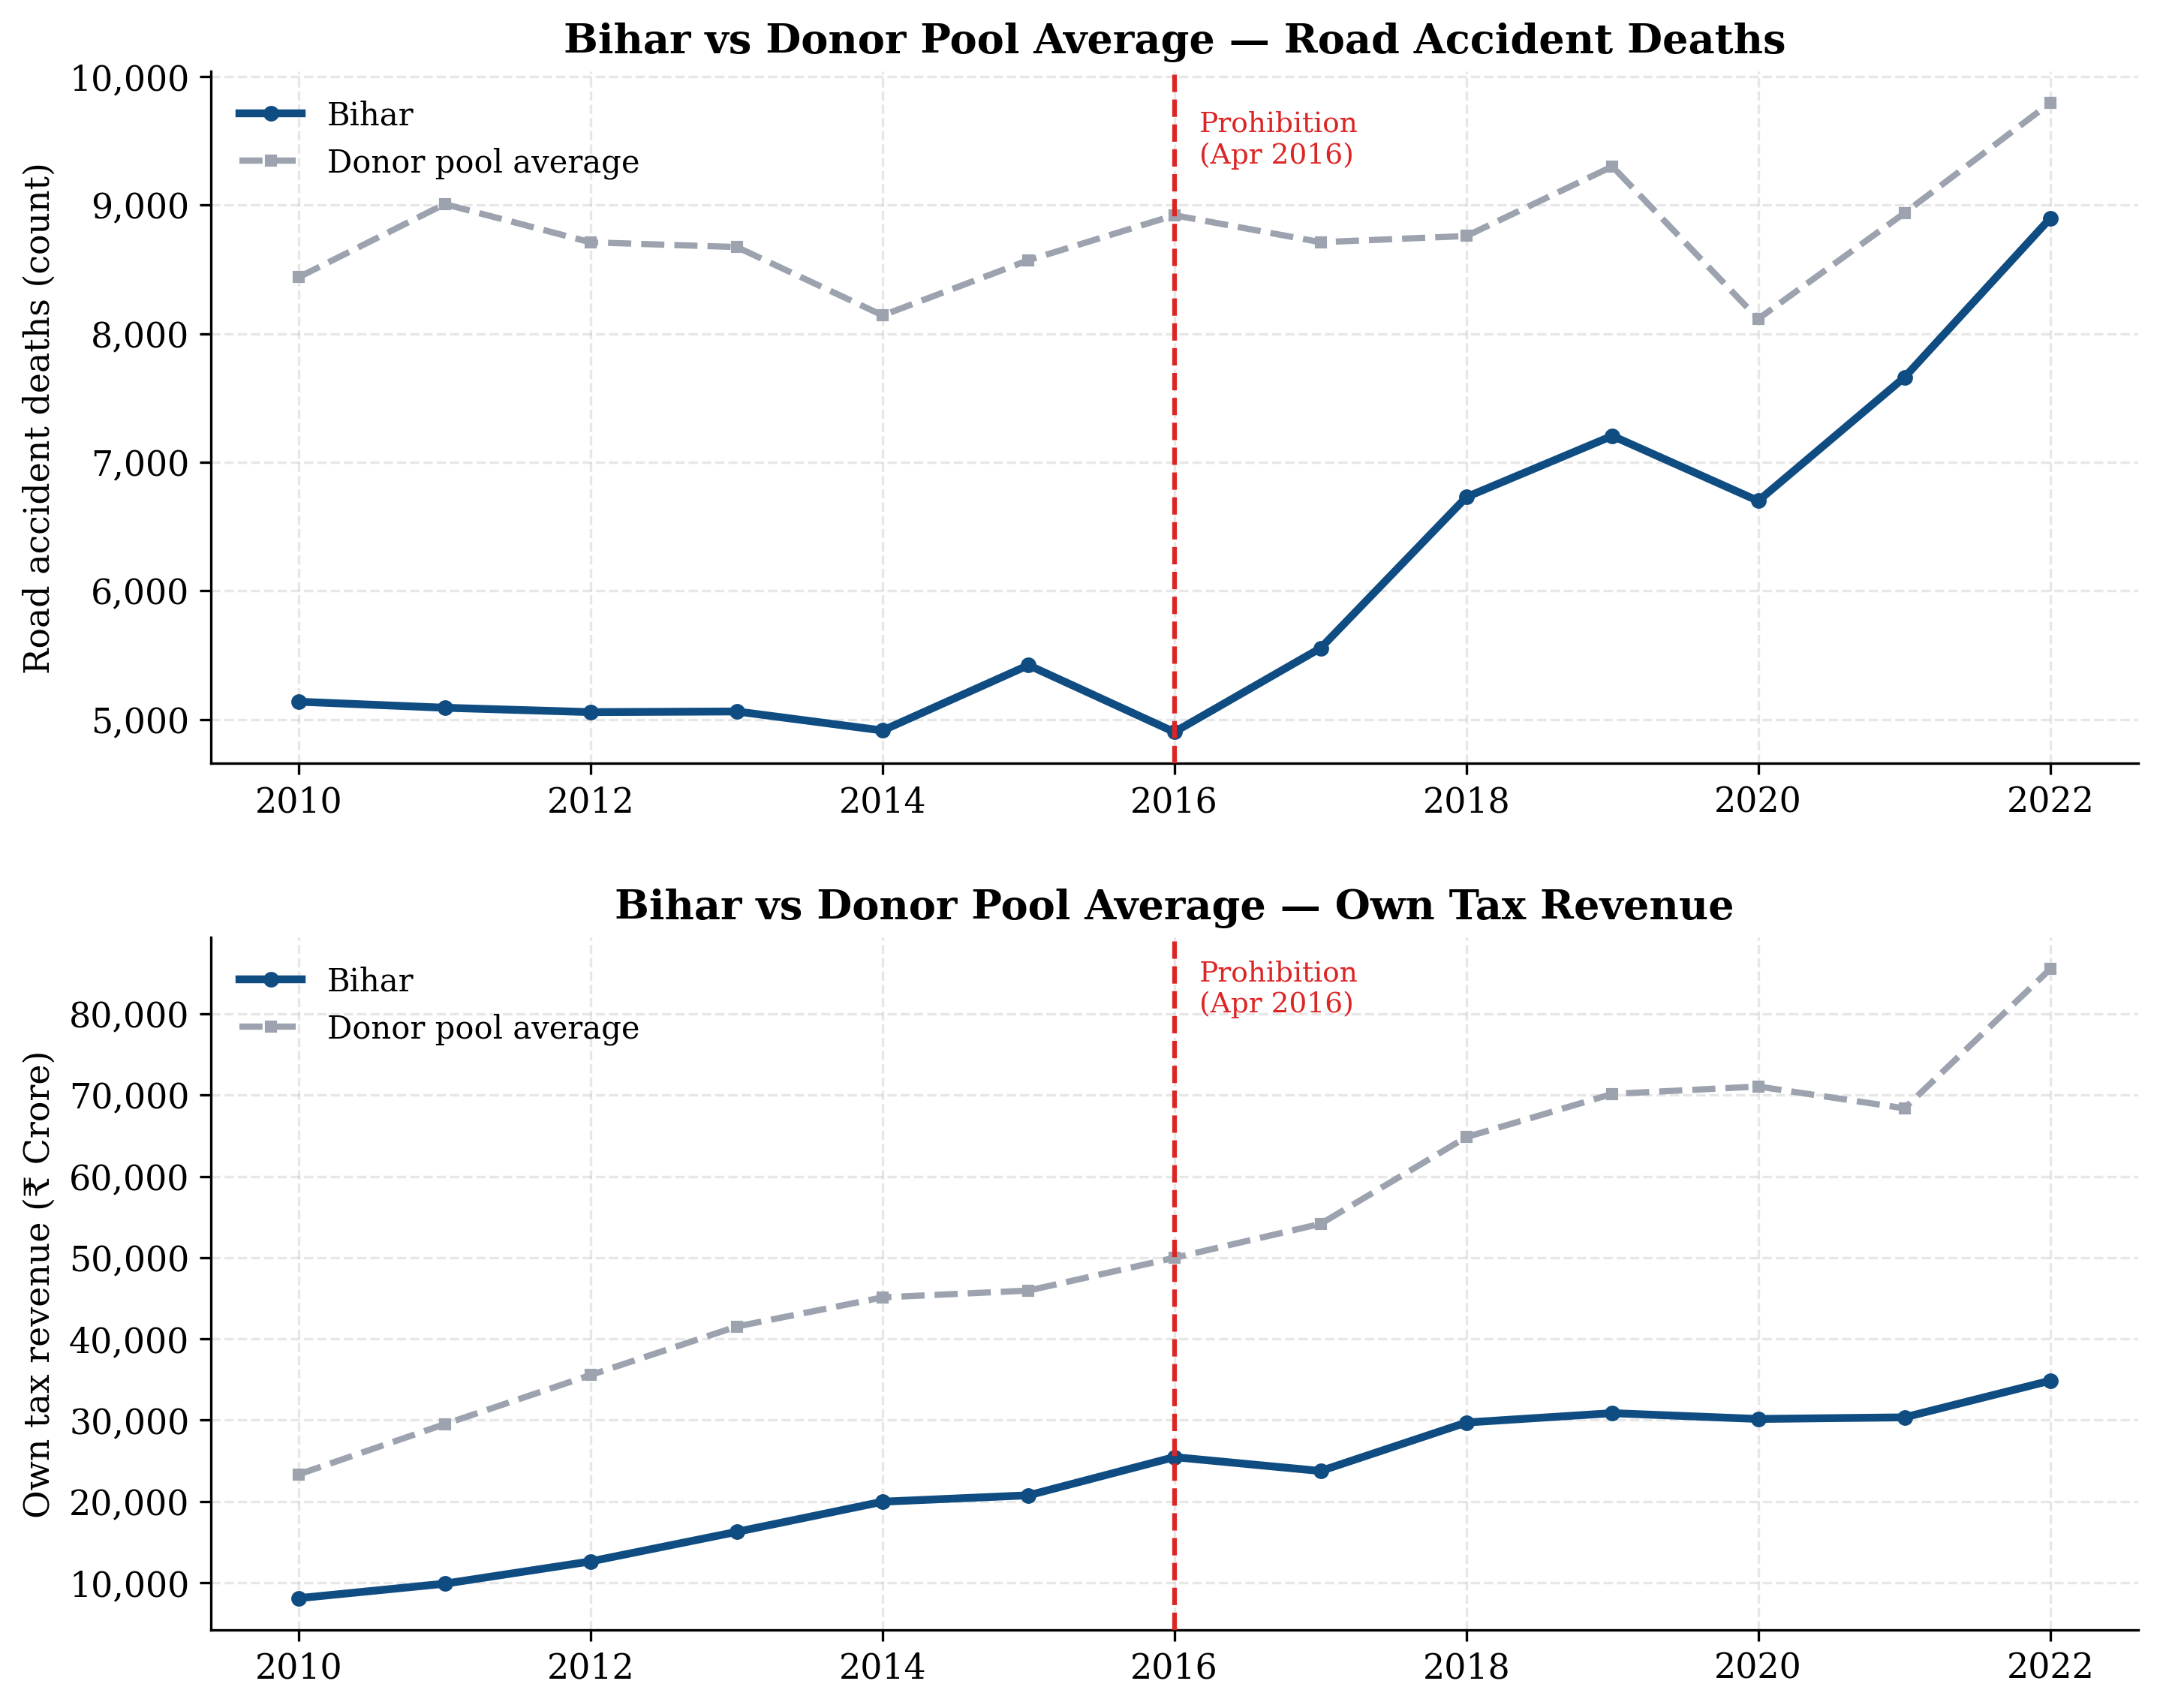 Bihar vs Donor Pool Average — Road Accident Deaths
Road accident deaths (count)
10,000
9,000
8,000
7,000
6,000
5,000
Bihar
Donor pool average
Prohibition
(Apr 2016)
2010 2012 2014 2016 2018 2020 2022
Bihar vs Donor Pool Average — Own Tax Revenue
Own tax revenue (₹ Crore)
80,000
70,000
60,000
50,000
40,000
30,000
20,000
10,000
Bihar
Donor pool average
Prohibition
(Apr 2016)
2010 2012 2014 2016 2018 2020 2022